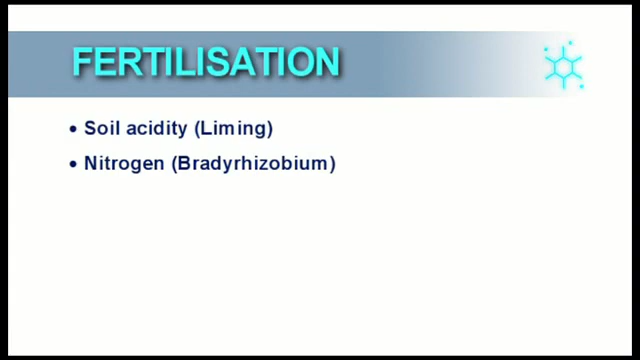 FERTILISATION
• Soil acidity (Liming)
• Nitrogen (Bradyrhizobium)